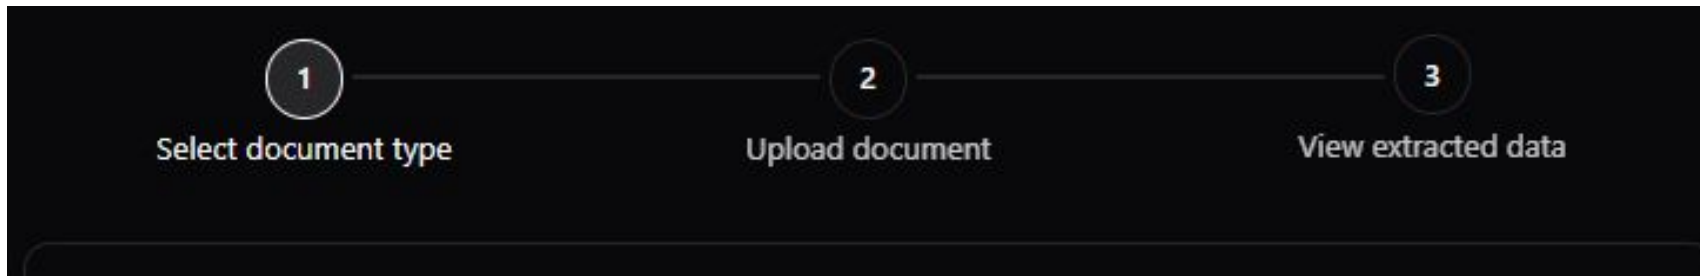 1
2
3
Select document type
Upload document
View extracted data